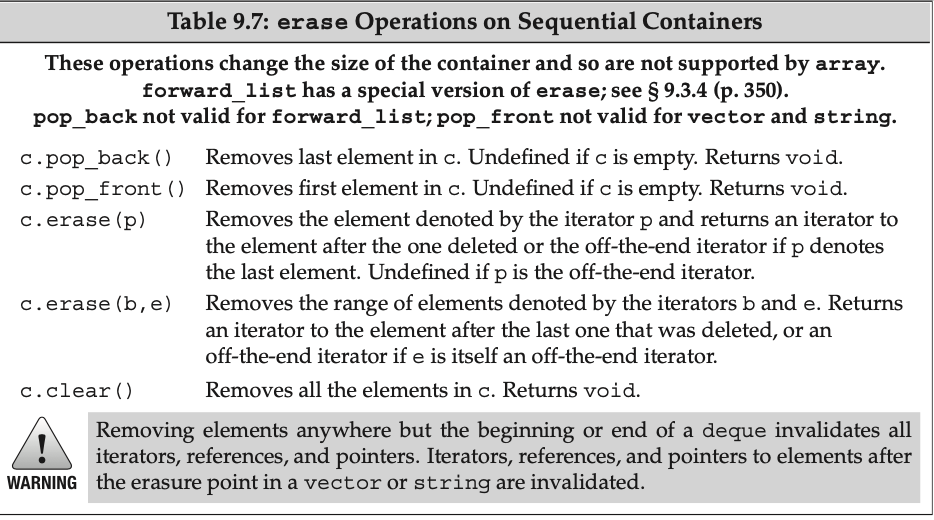 Table 9.7: erase Operations on Sequential Containers
These operations change the size of the container and so are not supported by array.
forward_list has a special version of erase; see § 9.3.4 (p. 350).
pop_back not valid for forward_list; pop_front not valid for vector and string.
c.pop_back() Removes last element in c. Undefined if c is empty. Returns void.
c.pop_front() Removes first element in c. Undefined if c is empty. Returns void.
c.erase(p) Removes the element denoted by the iterator p and returns an iterator to
the element after the one deleted or the off-the-end iterator if p denotes
the last element. Undefined if p is the off-the-end iterator.
c.erase(b,e) Removes the range of elements denoted by the iterators b and e. Returns
an iterator to the element after the last one that was deleted, or an
off-the-end iterator if e is itself an off-the-end iterator.
c.clear() Removes all the elements in c. Returns void.
! WARNING
Removing elements anywhere but the beginning or end of a deque invalidates all
iterators, references, and pointers. Iterators, references, and pointers to elements after
the erasure point in a vector or string are invalidated.